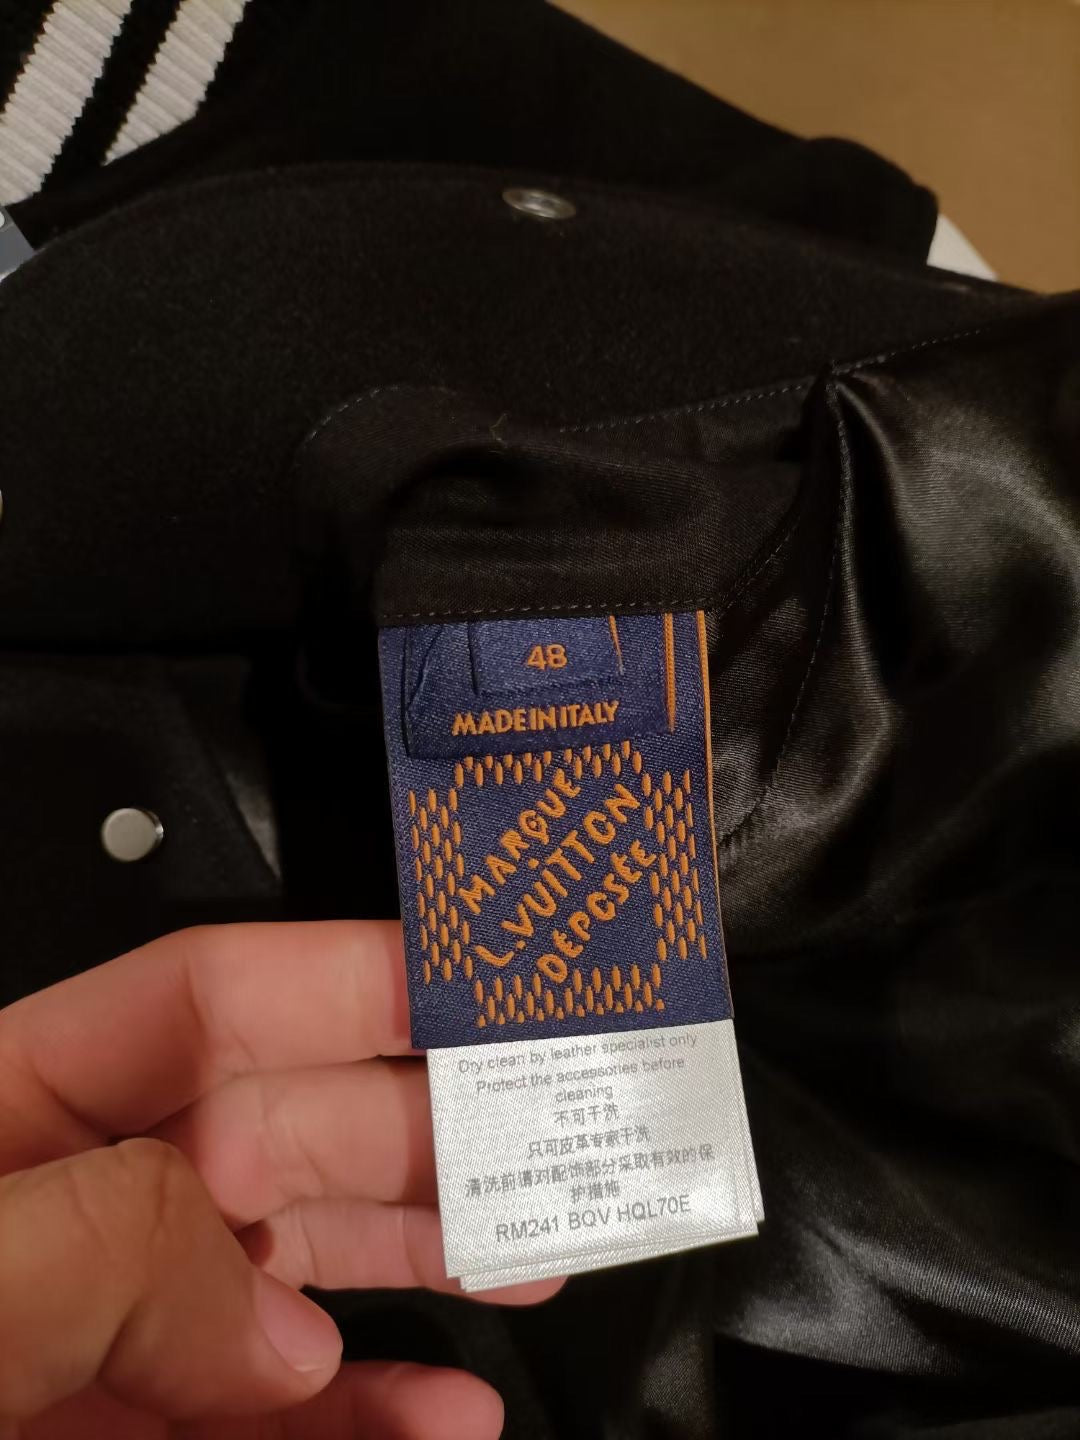 48
MADE IN ITALY
MARQUE
L.VUITTON
DÉPOSÉE
Dry clean by leather specialist only
Protect the accessories before
cleaning
不可干洗
只可皮革专家干洗
清洗前请对配饰部分采取有效的保
护措施
RM241 BQV HQL70E